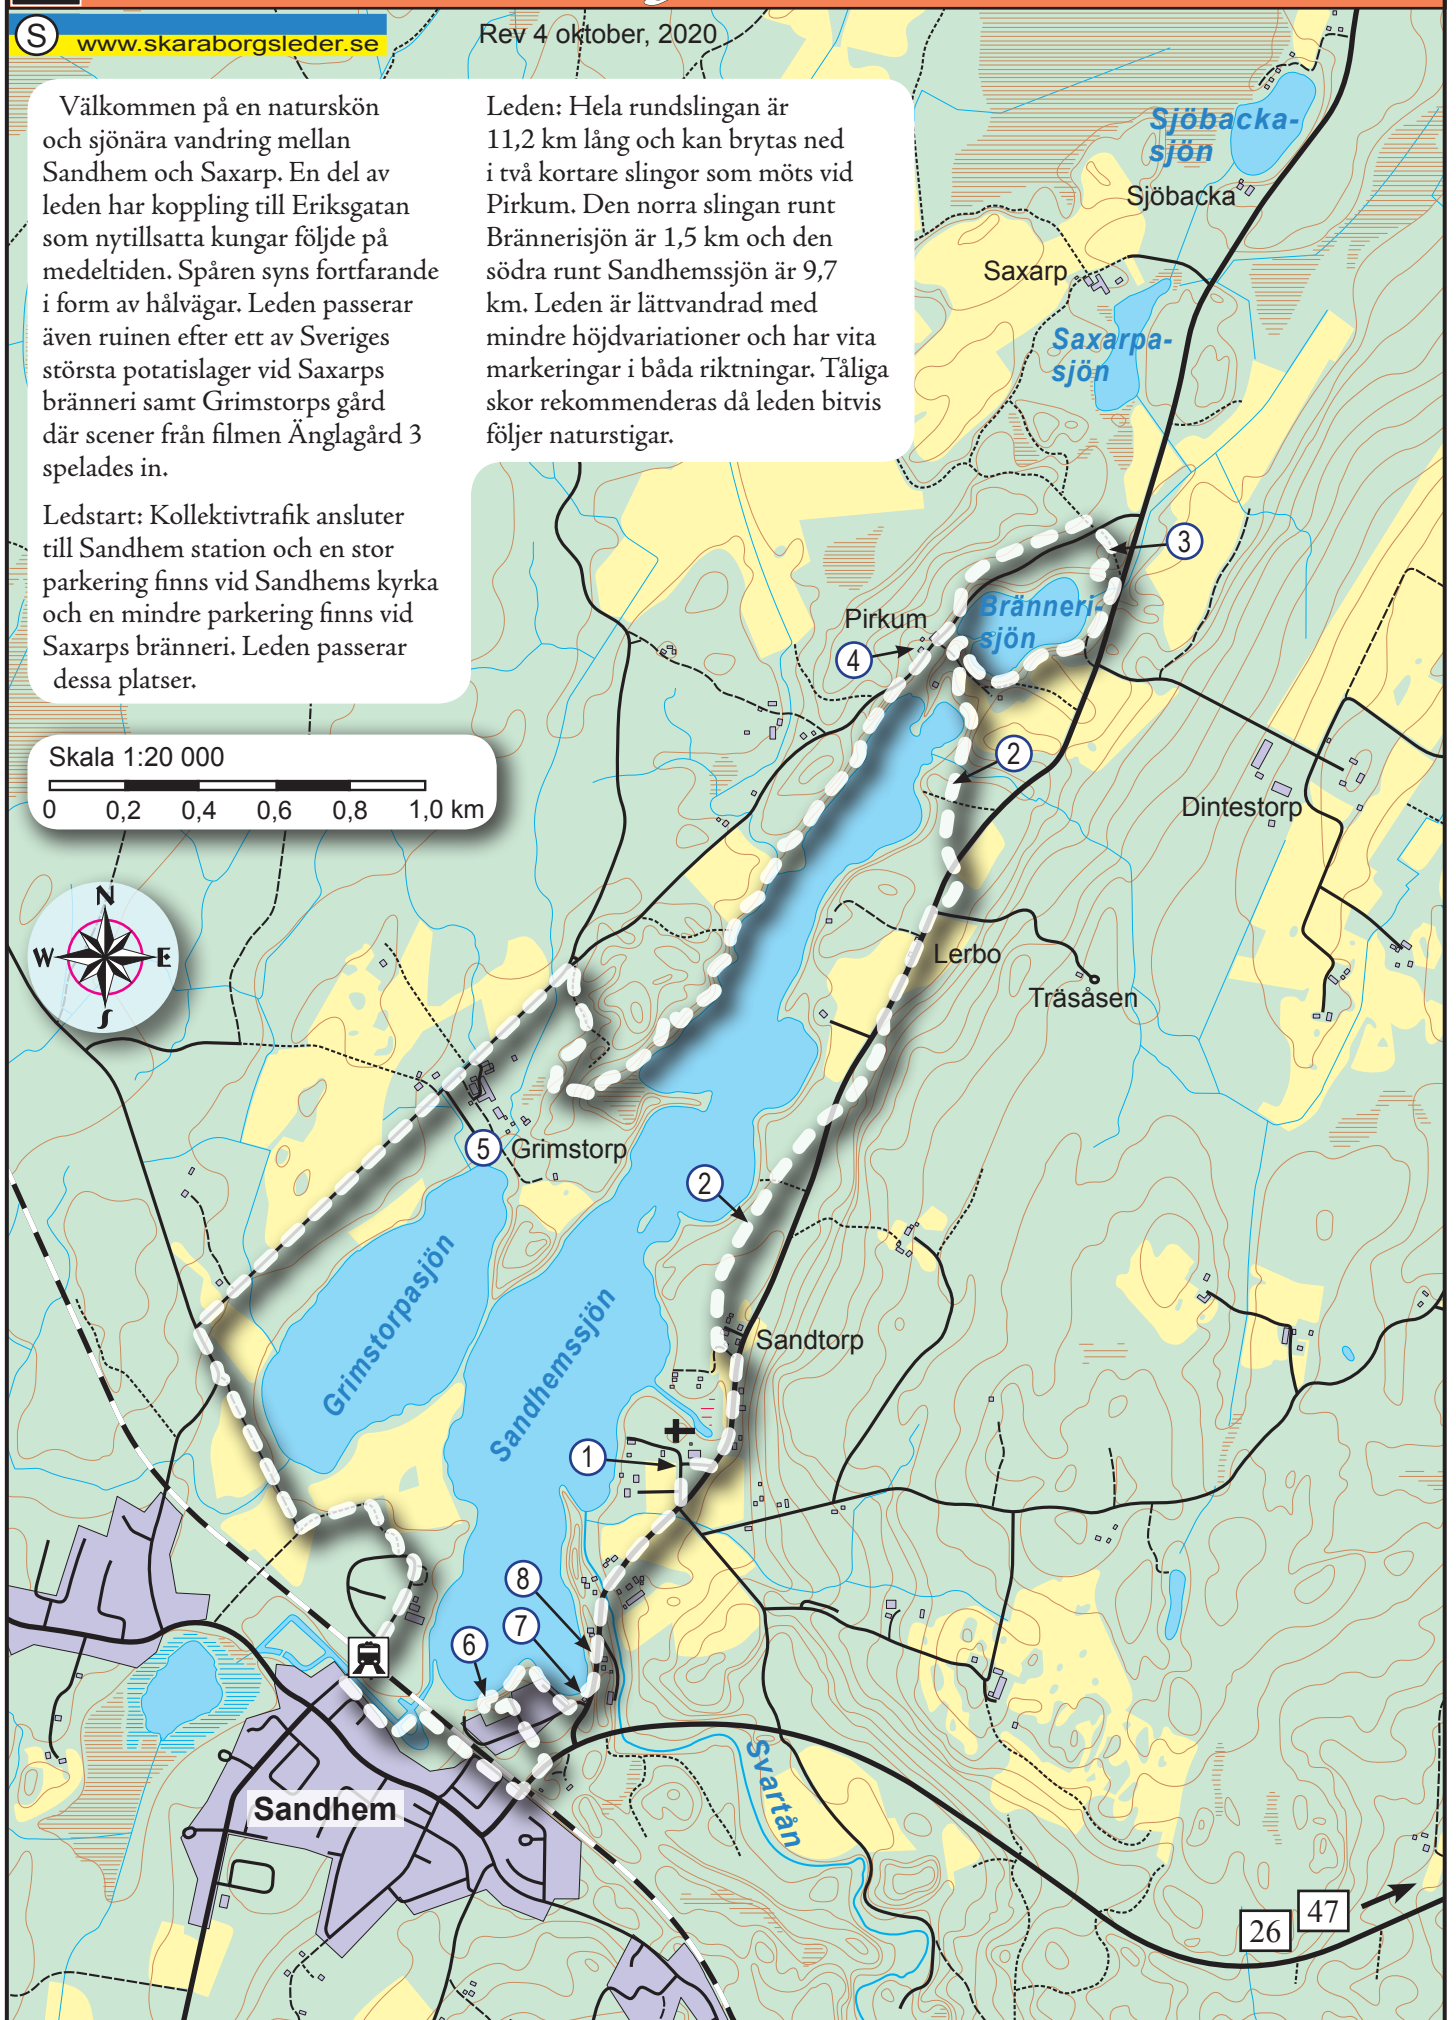 S
www.skaraborgsleder.se
Rev 4 oktober, 2020
Välkommen på en naturskön
och sjönära vandring mellan
Sandhem och Saxarp. En del av
leden har koppling till Eriksgatan
som nytillsatta kungar följde på
medeltiden. Spåren syns fortfarande
i form av hålvägar. Leden passerar
även ruinen efter ett av Sveriges
största potatislager vid Saxarps
bränneri samt Grimstorps gård
där scener från filmen Änglagård 3
spelades in.
Ledstart: Kollektivtrafik ansluter
till Sandhem station och en stor
parkering finns vid Sandhems kyrka
och en mindre parkering finns vid
Saxarps bränneri. Leden passerar
dessa platser.
Leden: Hela rundslingan är
11,2 km lång och kan brytas ned
i två kortare slingor som möts vid
Pirkum. Den norra slingan runt
Brännerisjön är 1,5 km och den
södra runt Sandhemssjön är 9,7
km. Leden är lättvandrad med
mindre höjdvariationer och har vita
markeringar i båda riktningar. Tåliga
skor rekommenderas då leden bitvis
följer naturstigar.
Skala 1:20 000
0 0,2 0,4 0,6 0,8 1,0 km
N
W E
S
Sjöbacka-
sjön
Sjöbacka
Saxarp
Saxarpa-
sjön
3
Pirkum
Bränneri-
sjön
4
2
Dintestorp
Lerbo
Träsåsen
5
Grimstorp
2
Grimstorpasjön
Sandhemssjön
Sandtorp
1
8
7
6
Svartån
Sandhem
26
47